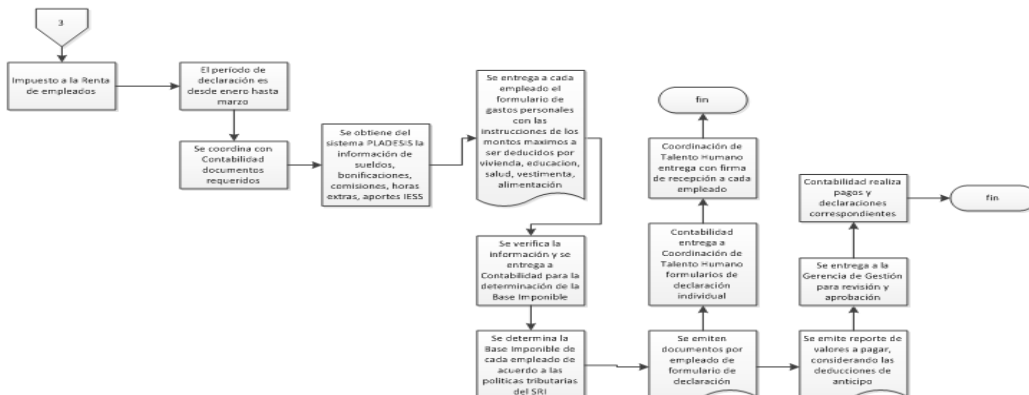 3
Impuesto a la Renta
de empleados
El período de
declaración es
desde enero hasta
marzo
Se coordina con
Contabilidad
documentos
requeridos
Se obtiene del
sistema PLADESIS la
información de
sueldos,
bonificaciones,
comisiones, horas
extras, aportes IESS
Se entrega a cada
empleado el
formulario de
gastos personales
con las
instrucciones de los
montos maximos a
ser deducidos por
vivienda, educacion,
salud, vestimenta,
alimentación
Se verifica la
información y se
entrega a
Contabilidad para la
determinación de la
Base Imponible
Se determina la
Base Imponible de
cada empleado de
acuerdo a las
políticas tributarias
del SRI
Se emiten
documentos por
empleado de
formulario de
declaración
Contabilidad
entrega a
Coordinación de
Talento Humano
formularios de
declaración
individual
Coordinación de
Talento Humano
entrega con firma
de recepción a cada
empleado
fin
Se emite reporte de
valores a pagar,
considerando las
deducciones de
anticipo
Se entrega a la
Gerencia de Gestión
para revisión y
aprobación
Contabilidad realiza
pagos y
declaraciones
correspondientes
fin